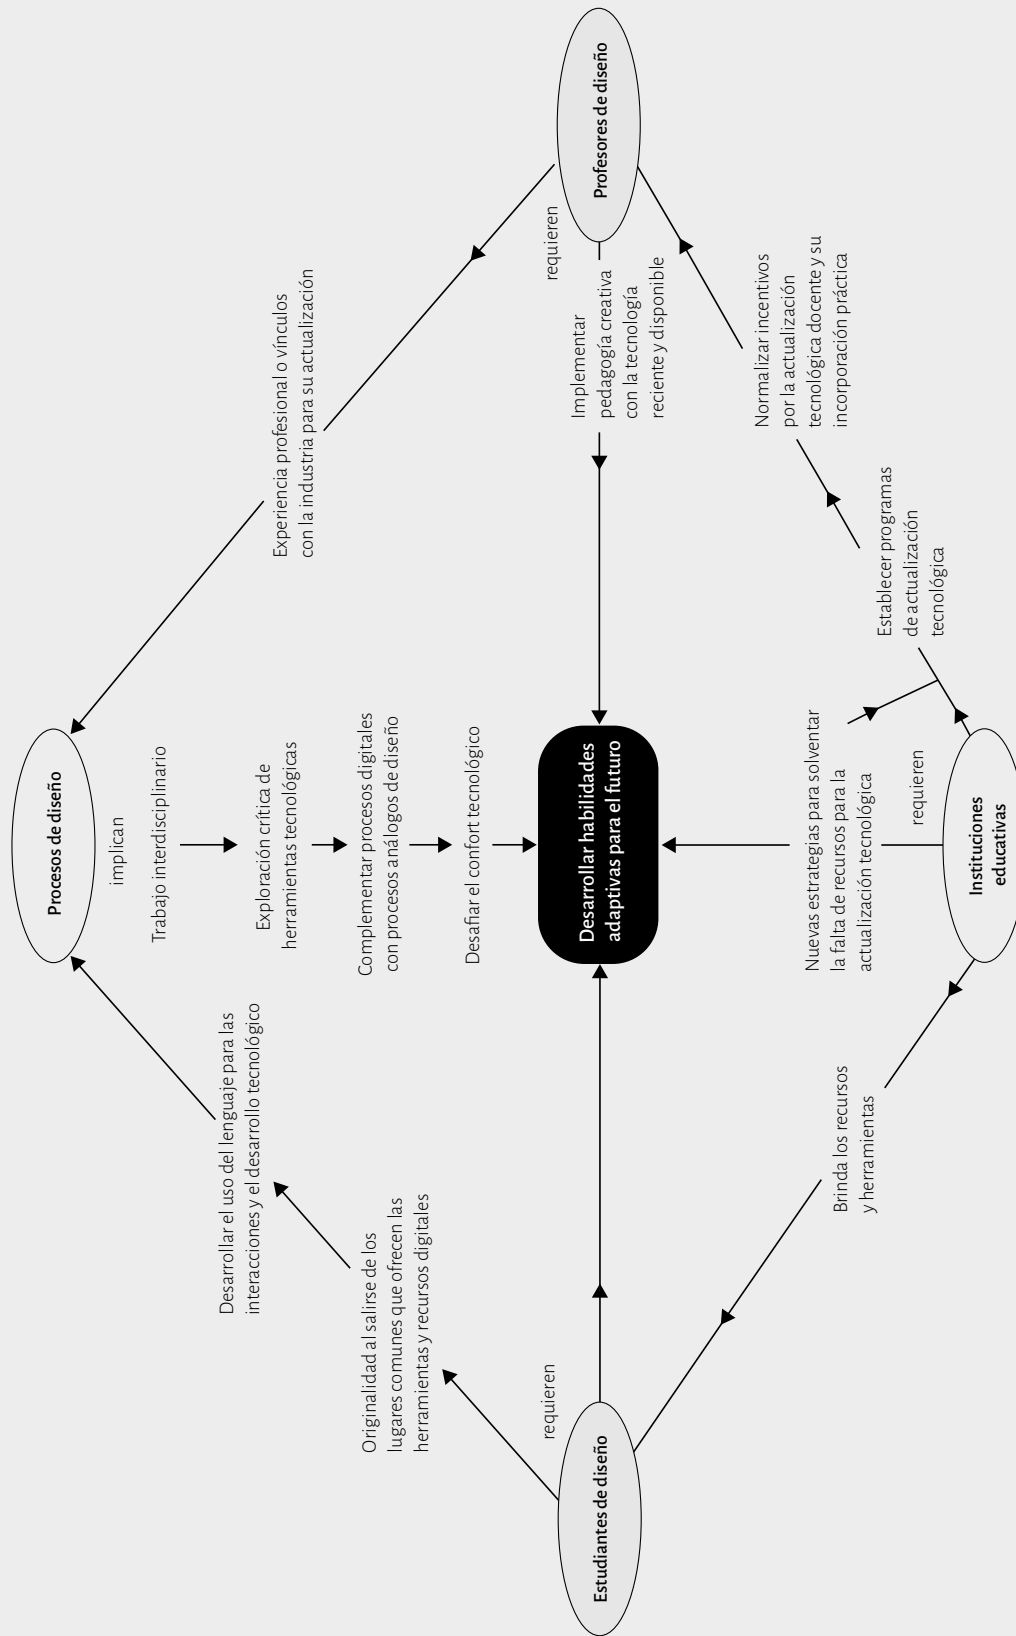 Procesos de diseño
implican
Trabajo interdisciplinario
Exploración crítica de
herramientas tecnológicas
Complementar procesos digitales
con procesos análogos de diseño
Desafiar el confort tecnológico
Desarrollar el uso del lenguaje para las
interacciones y el desarrollo tecnológico
Originalidad al salirse de los
lugares comunes que ofrecen las
herramientas y recursos digitales
Experiencia profesional o vínculos
con la industria para su actualización
Estudiantes de diseño
requieren
Desarrollar habilidades
adaptivas para el futuro
Implementar
pedagogía creativa
con la tecnología
reciente y disponible
requieren
Profesores de diseño
Brinda los recursos
y herramientas
Nuevas estrategias para solventar
la falta de recursos para la
actualización tecnológica
requieren
Instituciones
educativas
Establecer programas
de actualización
tecnológica
Normalizar incentivos
por la actualización
tecnológica docente y su
incorporación práctica